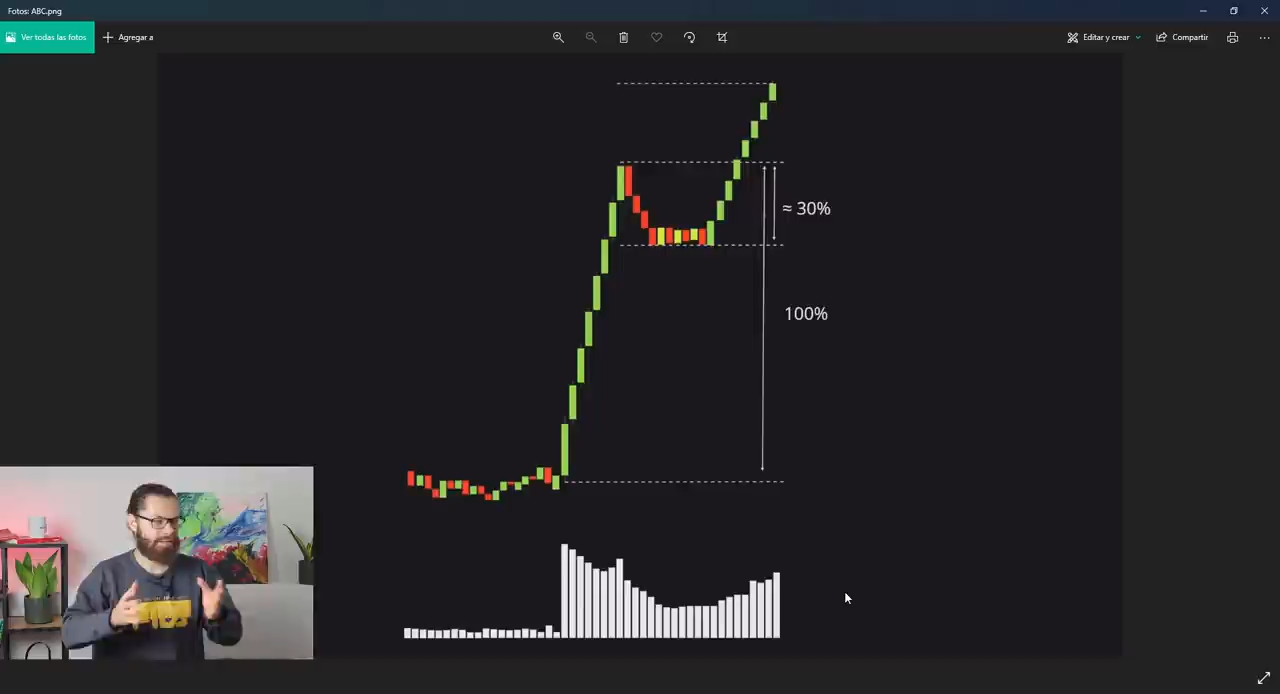 Fotos: ABC.png
Ver todas las fotos
Agregar a
Editar y crear
Compartir
≈ 30%
100%